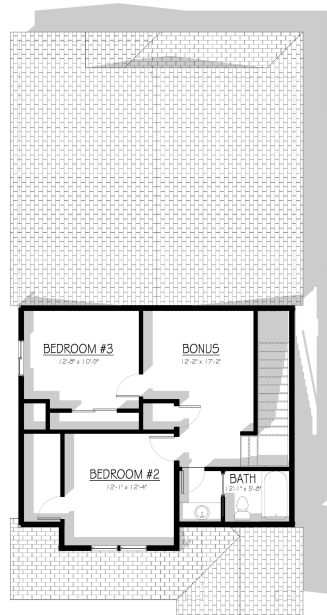 BEDROOM #3
12'-8" x 10'-9"
BONUS
12'-2" x 17'-2"
BEDROOM #2
12'-1" x 12'-4"
BATH
12'-1" x 5'-8"